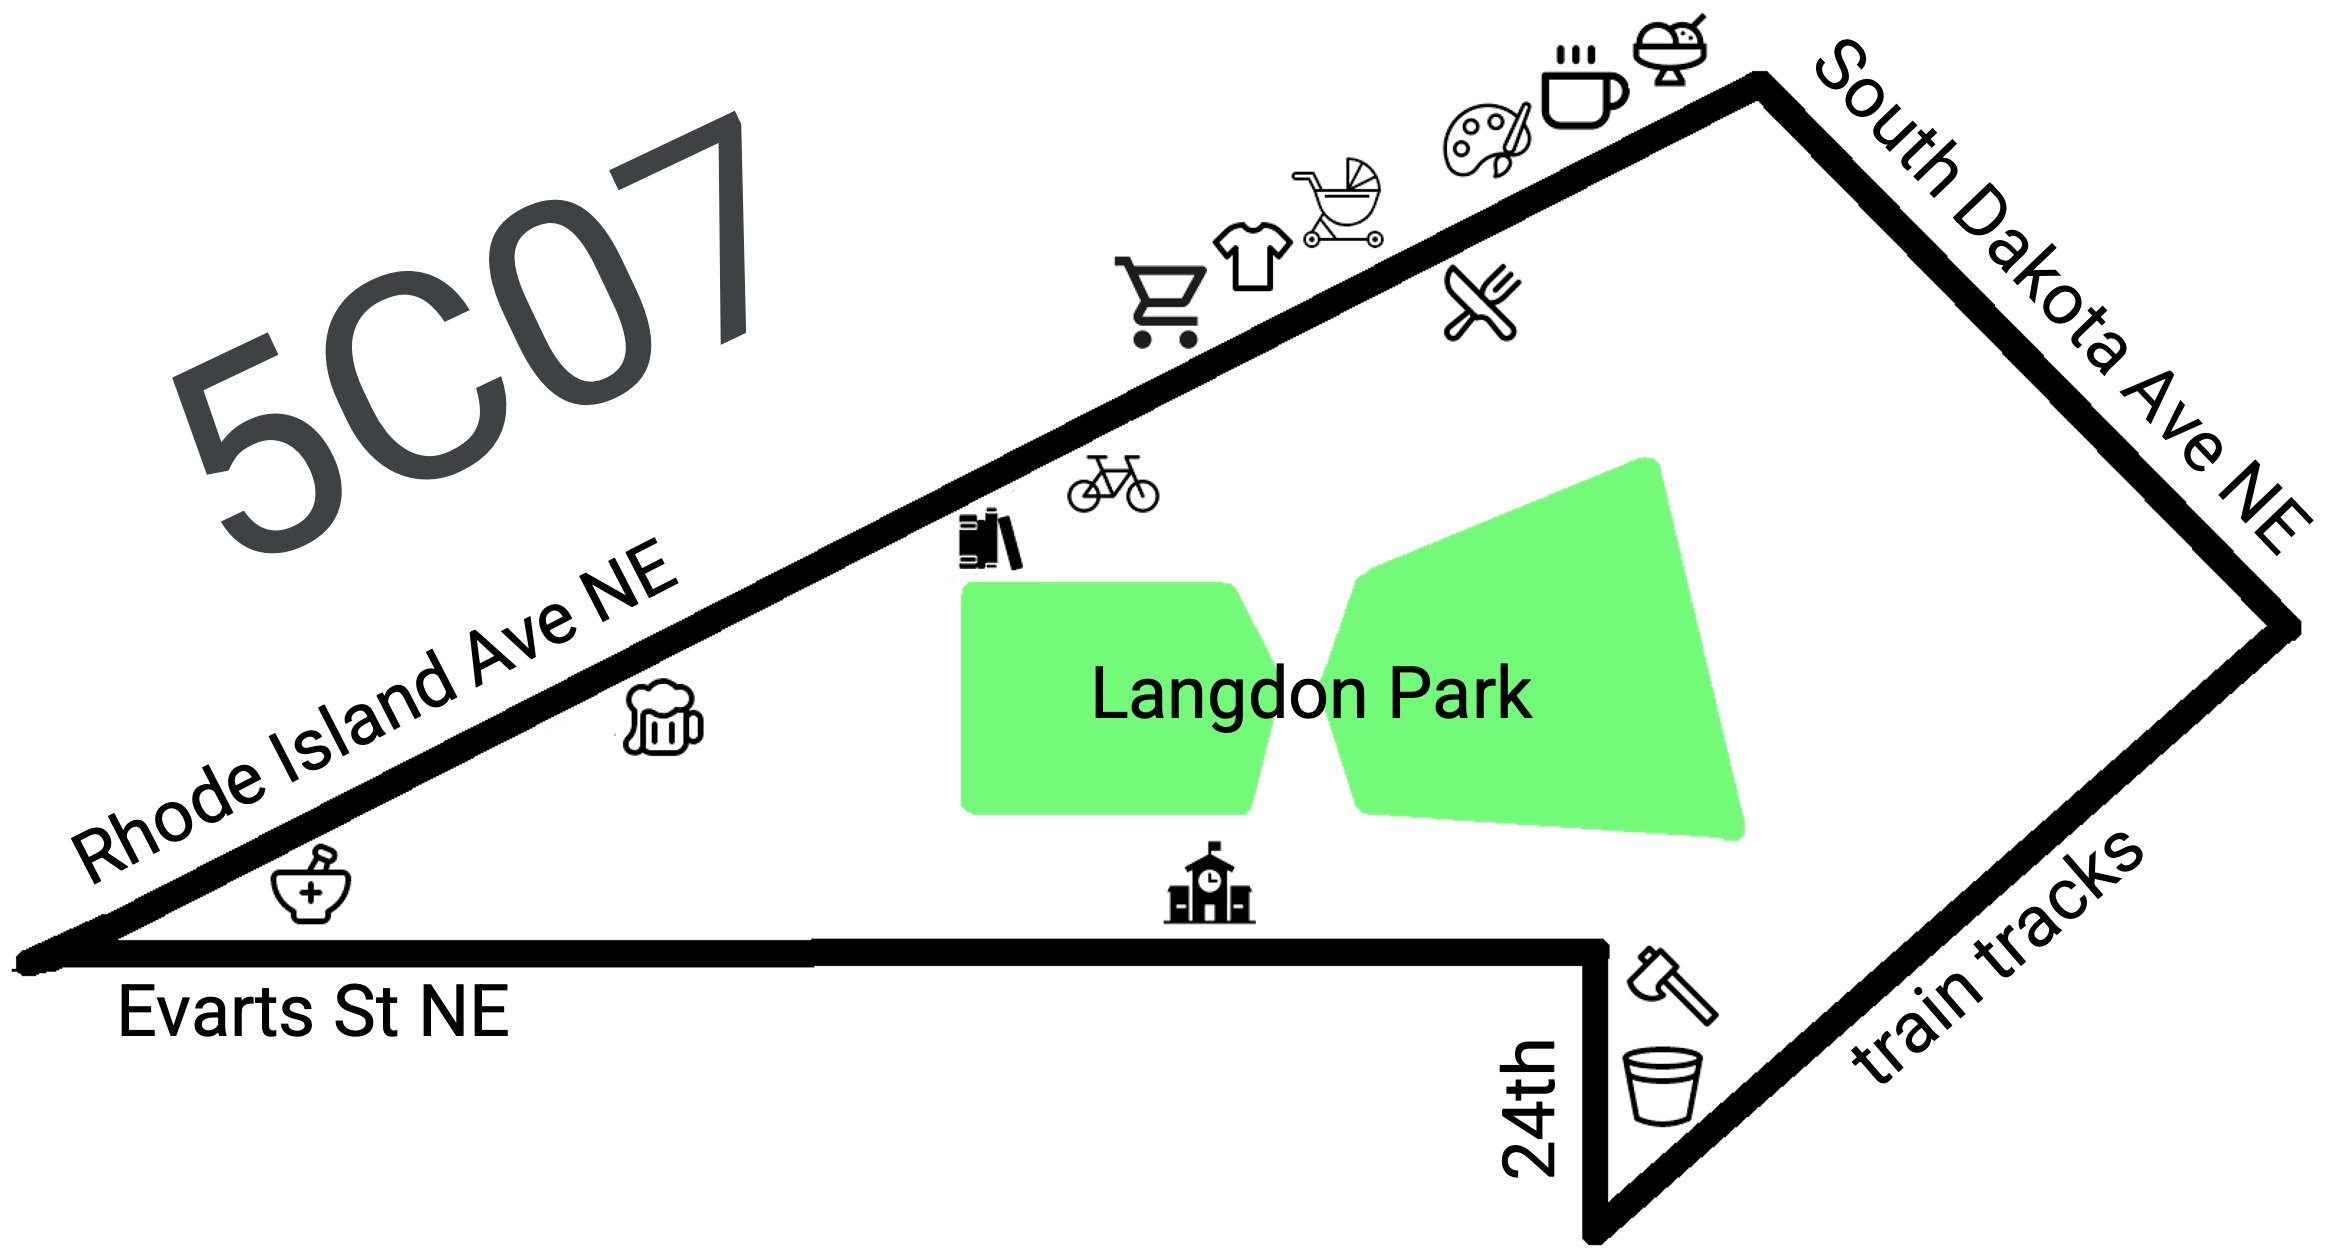 5C07
South Dakota Ave NE
Rhode Island Ave NE
Langdon Park
train tracks
Evarts St NE
24th